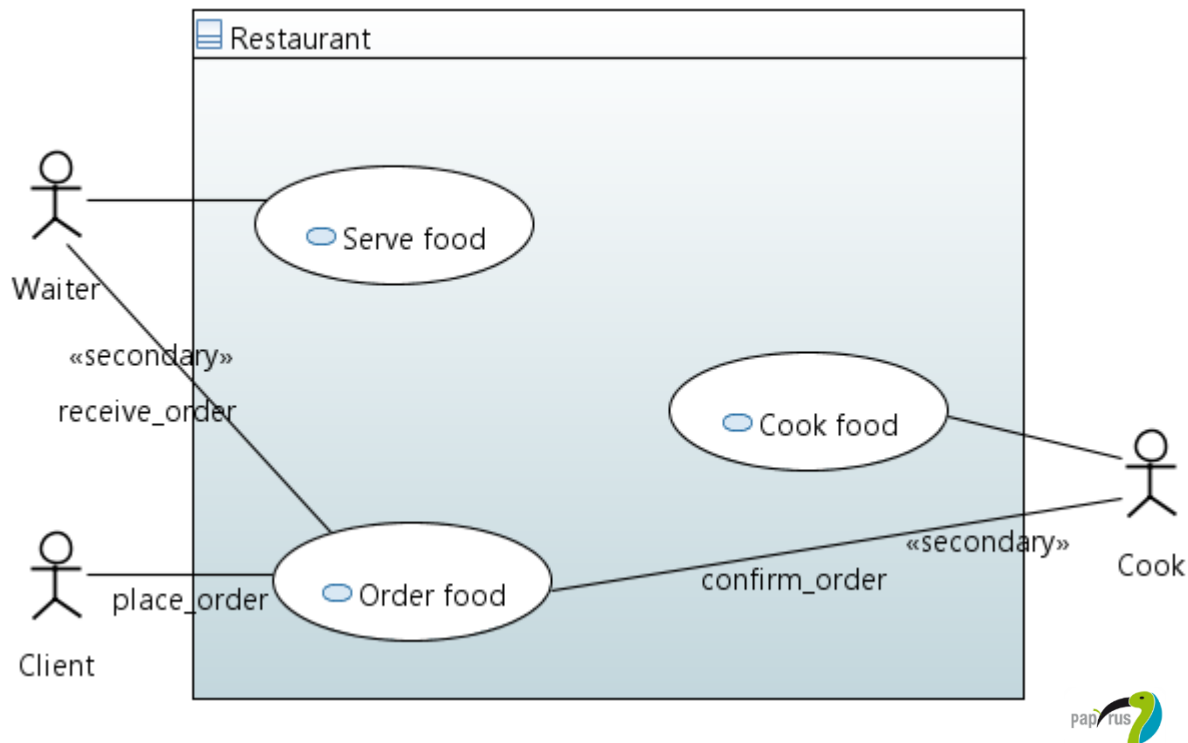 Restaurant
Serve food
Waiter
«secondary»
receive_order
Cook food
«secondary»
Cook
confirm_order
Order food
place_order
Client
papyrus